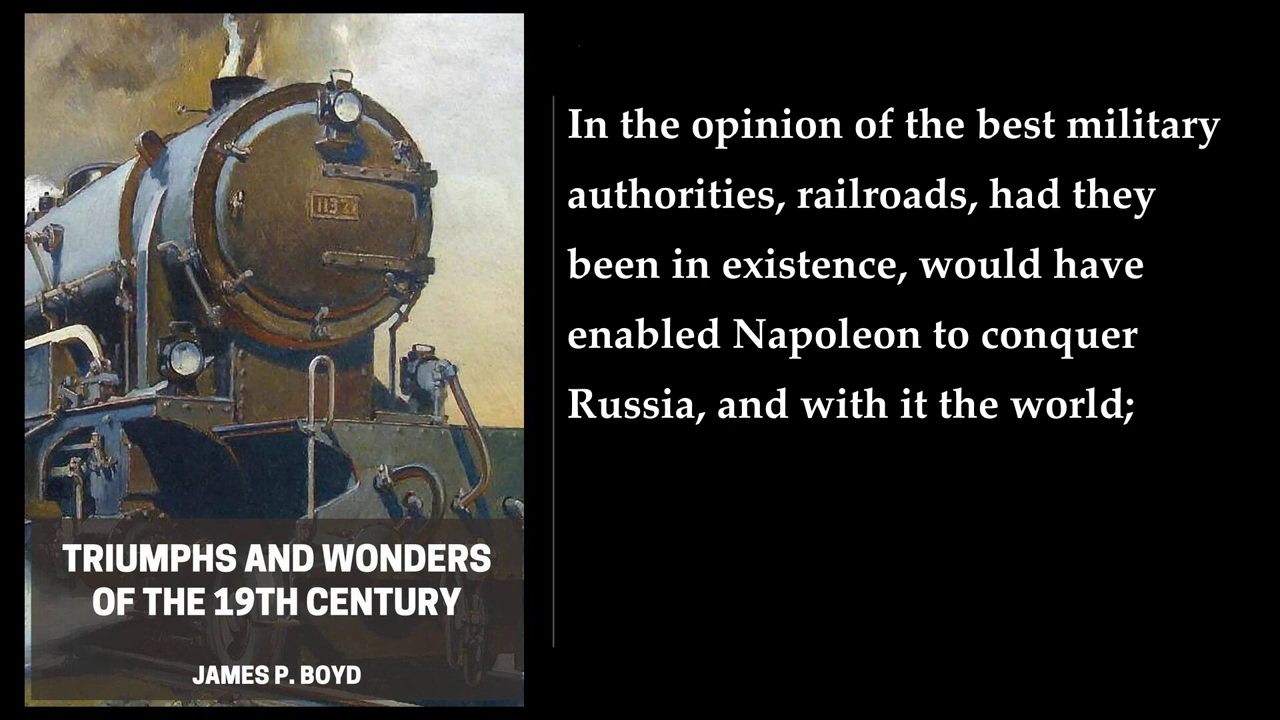 In the opinion of the best military
authorities, railroads, had they
been in existence, would have
enabled Napoleon to conquer
Russia, and with it the world;
TRIUMPHS AND WONDERS
OF THE 19TH CENTURY
JAMES P. BOYD